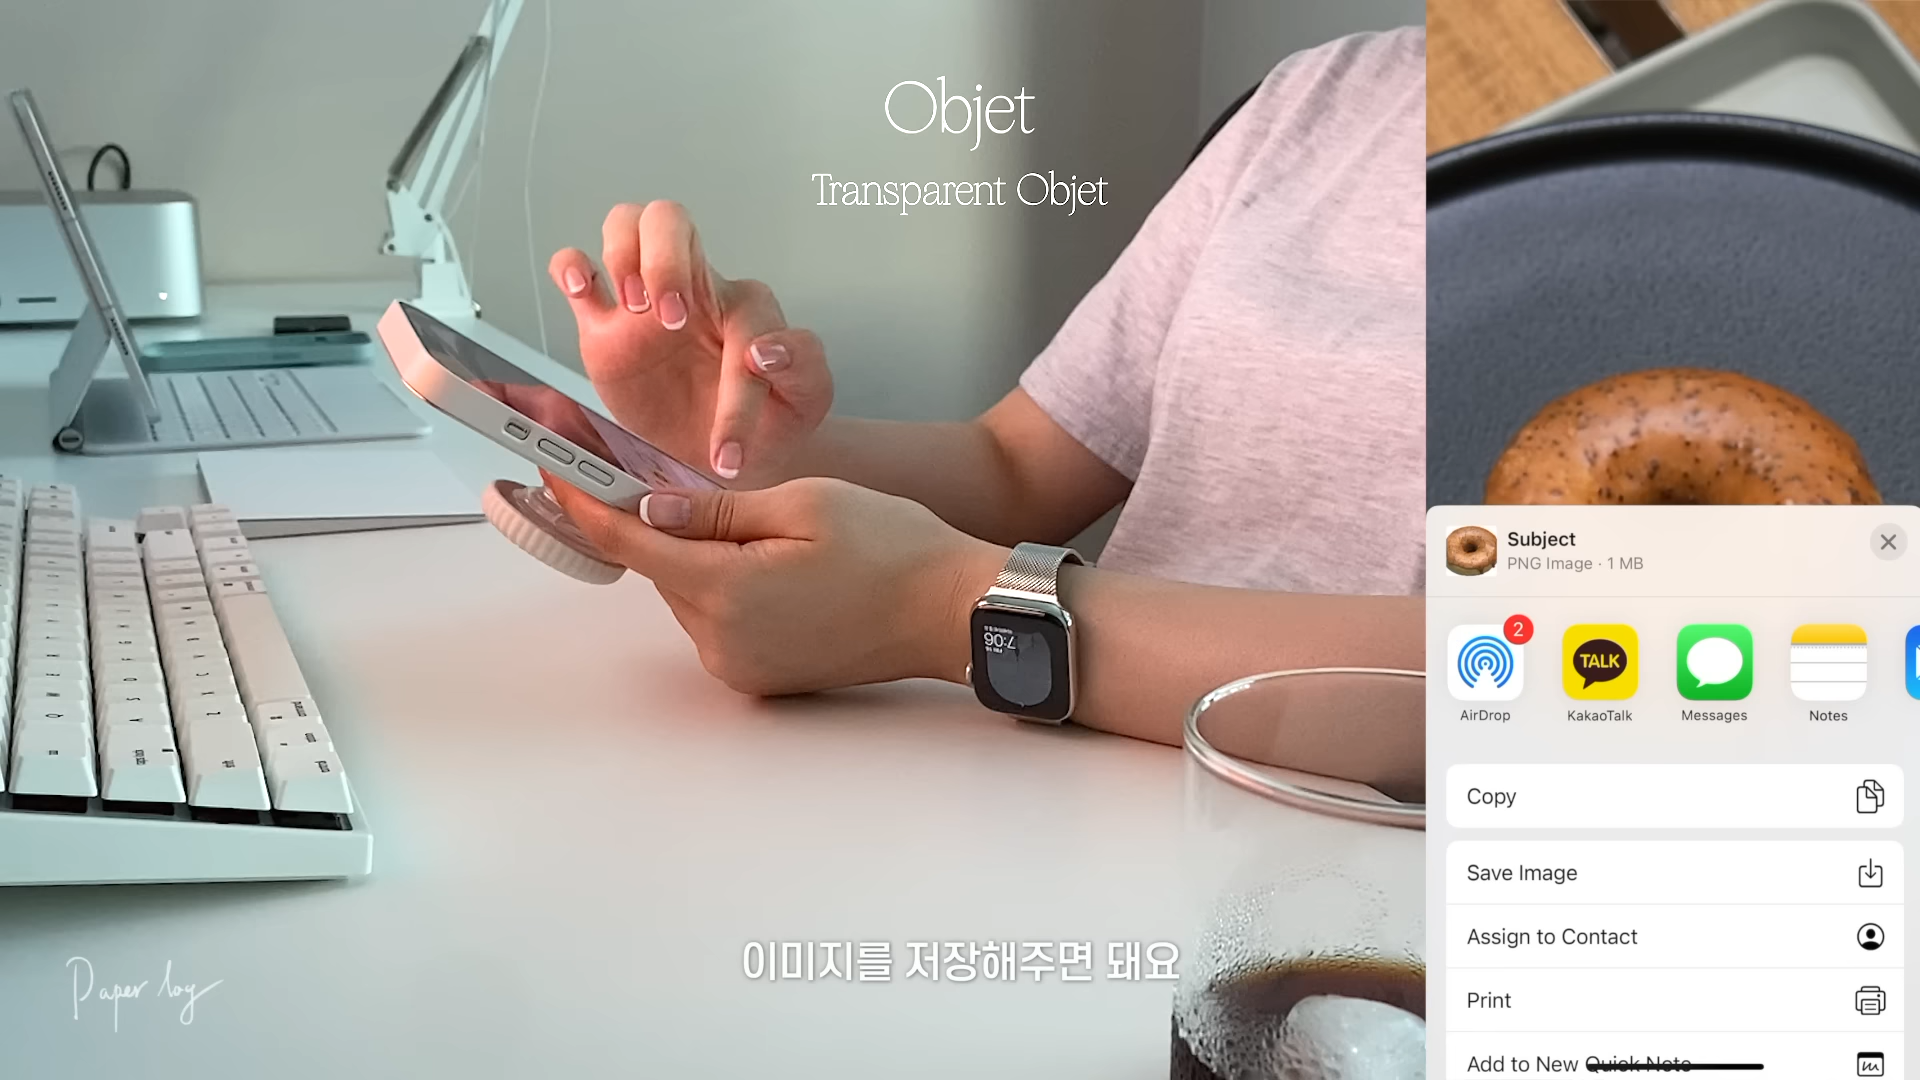 Objet
Transparent Objet
이미지를 저장해주면 돼요
Paper log
7:06
Subject
PNG Image · 1 MB
2
TALK
AirDrop
KakaoTalk
Messages
Notes
Copy
Save Image
Assign to Contact
Print
Add to New Quick Note